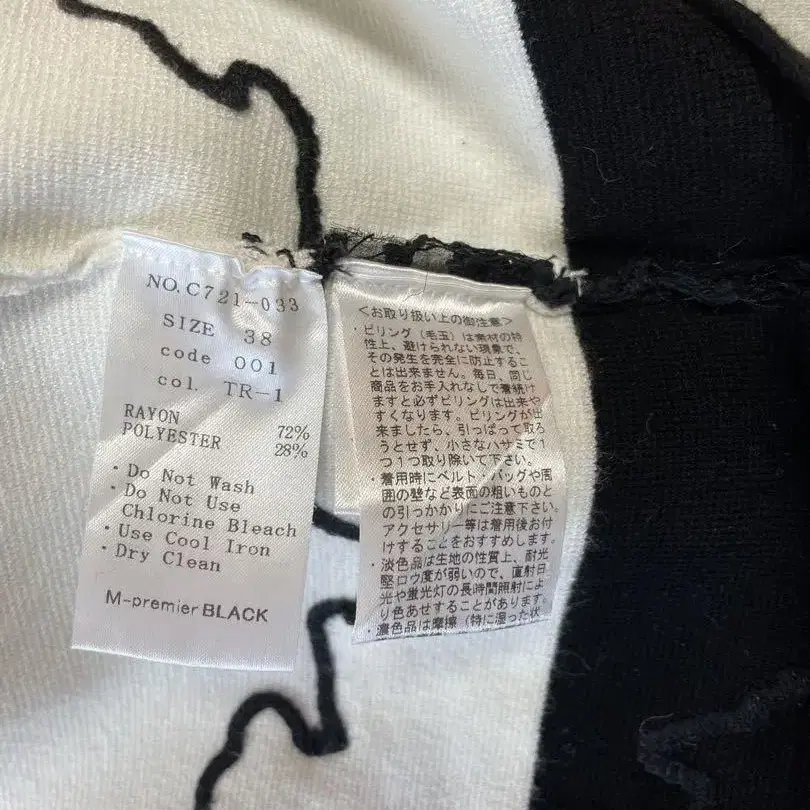 NO.C721-033
SIZE 38
code 001
col. TR-1
RAYON 72%
POLYESTER 28%
・Do Not Wash
・Do Not Use
Chlorine Bleach
・Use Cool Iron
・Dry Clean
M-premier BLACK
<お取り扱い上の御注意>
・ピリング(毛玉)は素材の特
性上、避けられない現象で、
その発生を完全に防止するこ
とは出来ません。毎日、同じ
商品をお手入れなしで着続け
ますと必ずピリングは出来や
すくなります。ピリングが出
来ましたら、引っぱって取ろ
うとせず、小さなハサミで1
つ1つ取り除いて下さい。
・着用時にベルト・バッグや周
囲の壁など表面の粗いものと
の引っかかりにご注意下さい。
アクセサリー等は着用後お付
けすることをおすすめします。
・淡色品は生地の性質上、耐光
堅ロウ度が弱いので、直射日
光や蛍光灯の長時間照射によ
り色あせすることがあります。
・濃色品は摩擦(特に湿った状